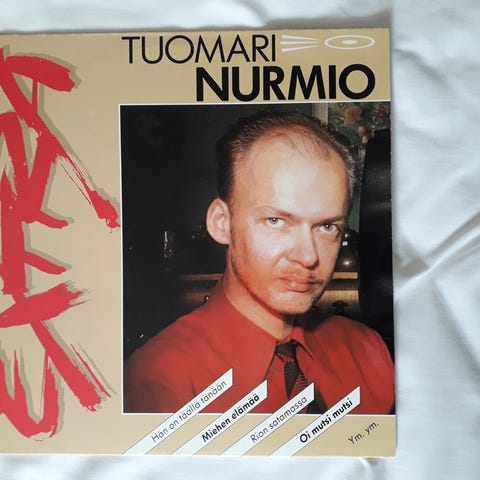 TUOMARI
NURMIO
Hän on täällä tänään
Miehen elämää
Rion satamassa
Oi mutsi mutsi
Ym. ym.